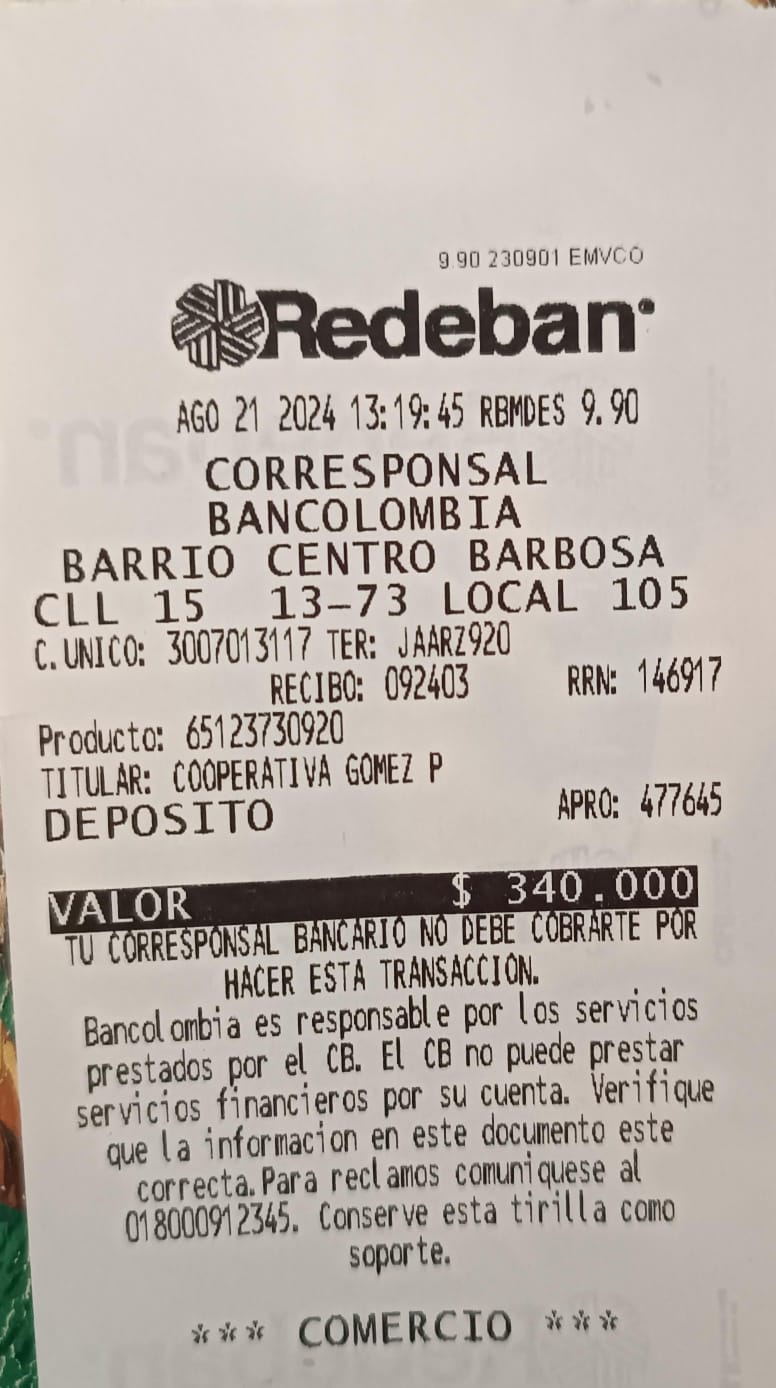 9.90 230901 EMVCO
Redeban
AGO 21 2024 13:19:45 RBMDES 9.90
CORRESPONSAL
BANCOLOMBIA
BARRIO CENTRO BARBOSA
CLL 15 13-73 LOCAL 105
C.UNICO: 3007013117 TER: JAARZ920
RECIBO: 092403 RRN: 146917
Producto: 65123730920
TITULAR: COOPERATIVA GOMEZ P
DEPOSITO APRO: 477645
VALOR $ 340.000
TU CORRESPONSAL BANCARIO NO DEBE COBRARTE POR
HACER ESTA TRANSACCION.
Bancolombia es responsable por los servicios
prestados por el CB. El CB no puede prestar
servicios financieros por su cuenta. Verifique
que la informacion en este documento este
correcta.Para reclamos comuniquese al
018000912345. Conserve esta tirilla como
soporte.
*** COMERCIO ***